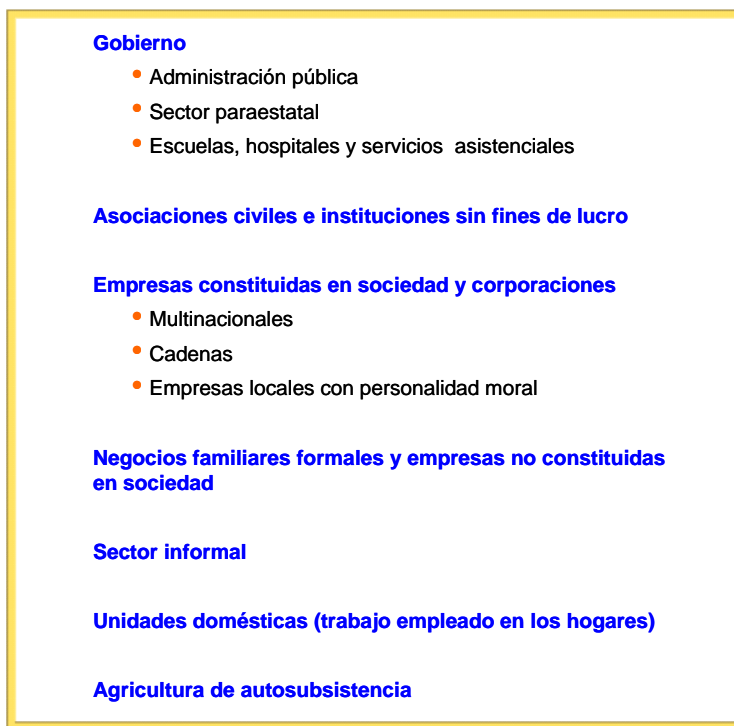 Gobierno
• Administración pública
• Sector paraestatal
• Escuelas, hospitales y servicios asistenciales
Asociaciones civiles e instituciones sin fines de lucro
Empresas constituidas en sociedad y corporaciones
• Multinacionales
• Cadenas
• Empresas locales con personalidad moral
Negocios familiares formales y empresas no constituidas
en sociedad
Sector informal
Unidades domésticas (trabajo empleado en los hogares)
Agricultura de autosubsistencia